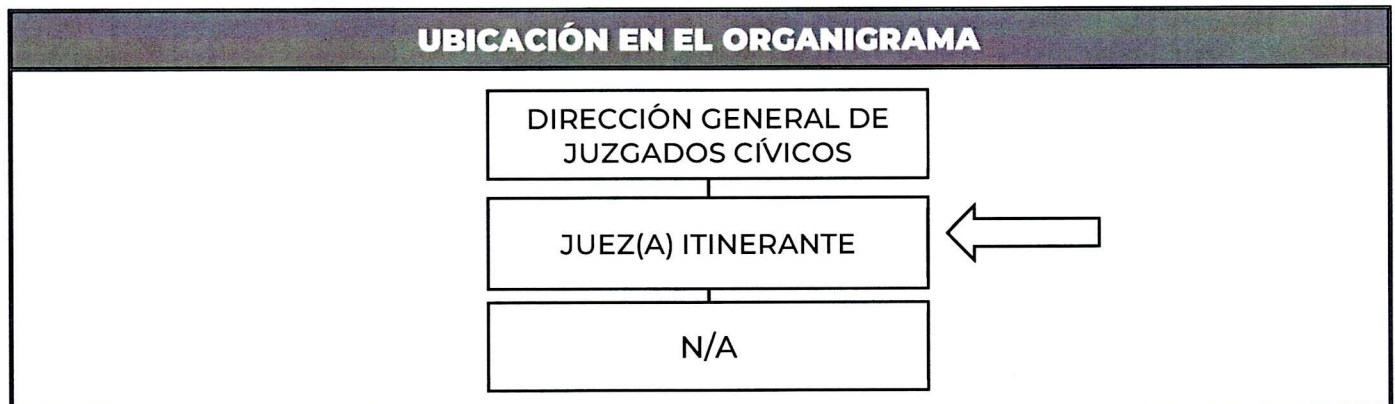 UBICACIÓN EN EL ORGANIGRAMA
DIRECCIÓN GENERAL DE
JUZGADOS CÍVICOS
JUEZ(A) ITINERANTE
N/A